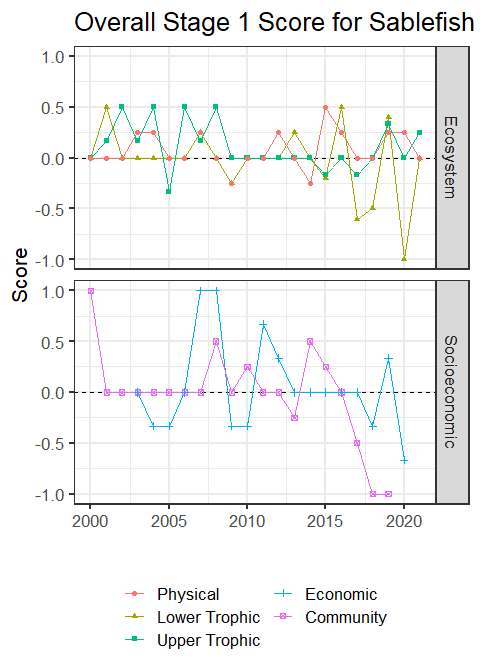 Overall Stage 1 Score for Sablefish
1.0
0.5
0.0
-0.5
-1.0
Ecosystem
Score
1.0
0.5
0.0
-0.5
-1.0
Socioeconomic
2000 2005 2010 2015 2020
Physical Economic
Lower Trophic Community
Upper Trophic